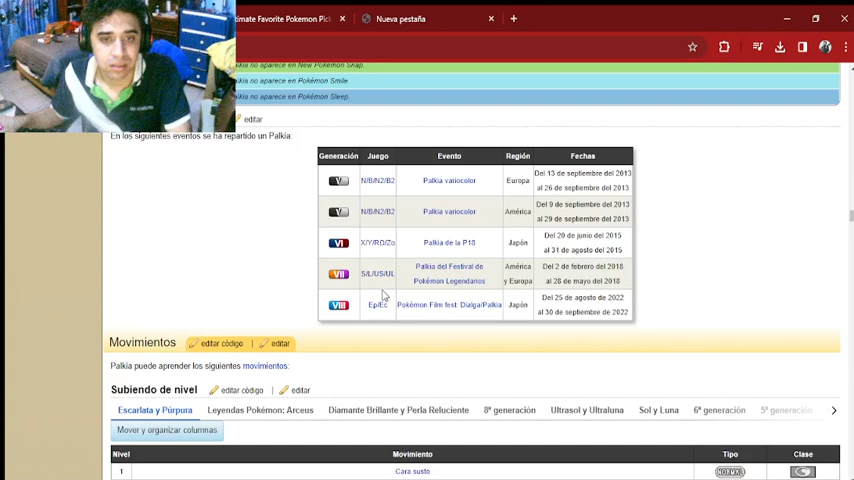 timate Favorite Pokemon Pic
Nueva pestaña
alkia no aparece en New Pokémon Snap.
alkia no aparece en Pokémon Smile.
alkia no aparece en Pokémon Sleep.
editar
En los siguientes eventos se ha repartido un Palkia:
Generación Juego Evento Región Fechas
V N/B/N2/B2 Palkia variocolor Europa Del 13 de septiembre del 2013 al 26 de septiembre del 2013
V N/B/N2/B2 Palkia variocolor América Del 9 de septiembre del 2013 al 29 de septiembre del 2013
VI X/Y/RO/ZA Palkia de la P18 Japón Del 20 de junio del 2015 al 31 de agosto del 2015
VII S/L/US/UL Palkia del Festival de Pokémon Legendarios América y Europa Del 2 de febrero del 2018 al 28 de mayo del 2018
VIII Ep/Ec Pokémon Film fest: Dialga/Palkia Japón Del 25 de agosto de 2022 al 30 de septiembre de 2022
Movimientos editar código | editar
Palkia puede aprender los siguientes movimientos:
Subiendo de nivel editar código | editar
Escarlata y Púrpura Leyendas Pokémon: Arceus Diamante Brillante y Perla Reluciente 8ª generación Ultrasol y Ultraluna Sol y Luna 6ª generación 5ª generación
Mover y organizar columnas
Nivel Movimiento Tipo Clase
1 Cara susto